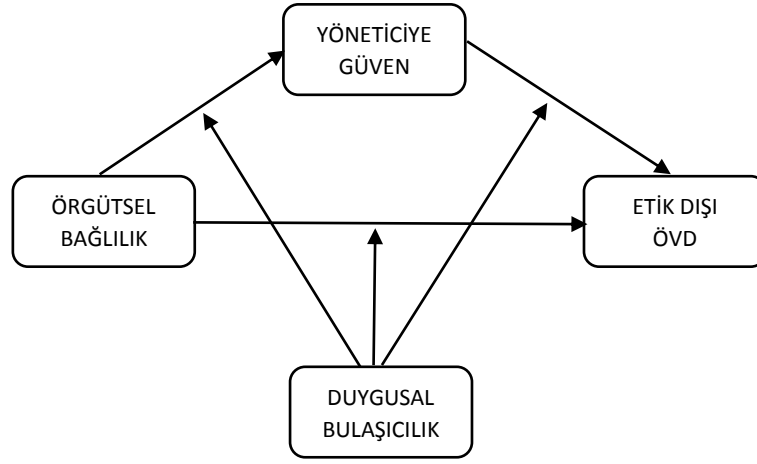 YÖNETİCİYE
GÜVEN
ÖRGÜTSEL
BAĞLILIK
ETİK DIŞI
ÖVD
DUYGUSAL
BULAŞICILIK